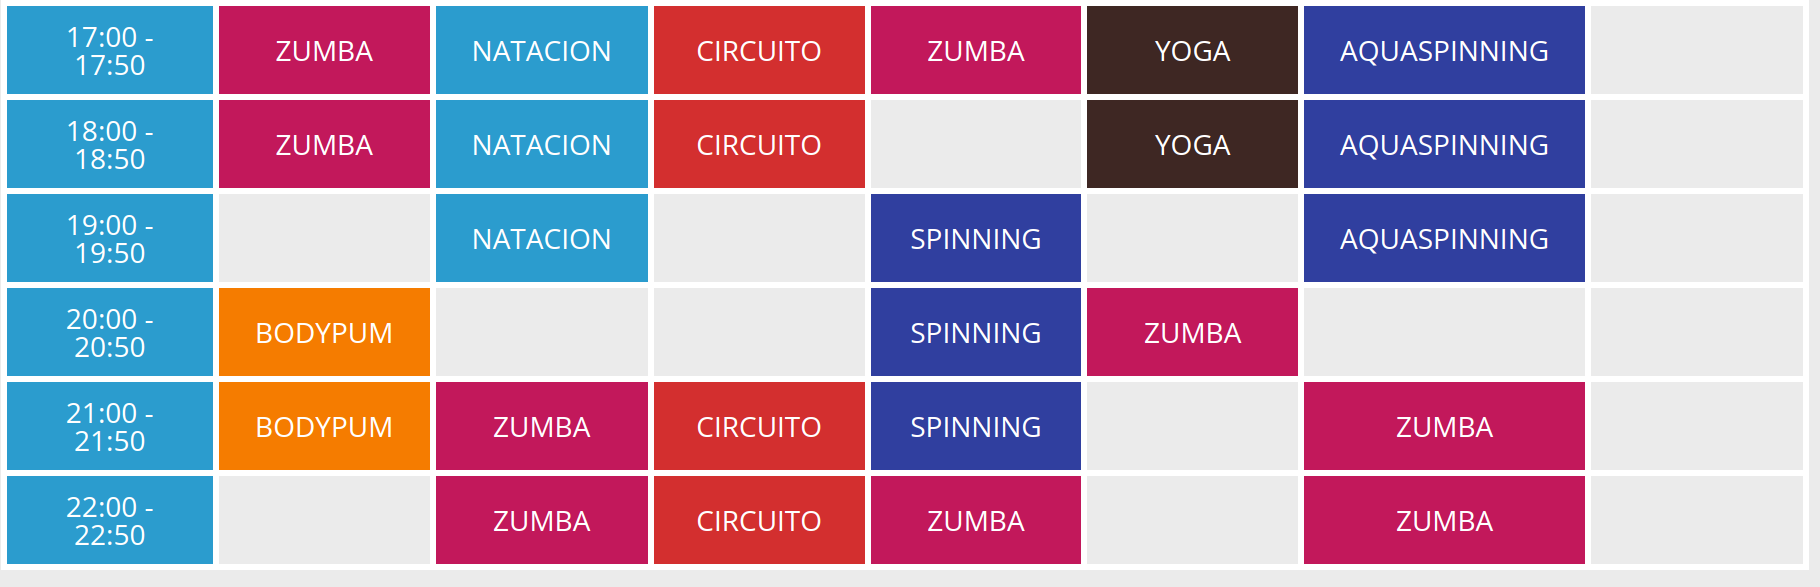 17:00 -
17:50
ZUMBA
NATACION
CIRCUITO
ZUMBA
YOGA
AQUASPINNING
18:00 -
18:50
ZUMBA
NATACION
CIRCUITO
YOGA
AQUASPINNING
19:00 -
19:50
NATACION
SPINNING
AQUASPINNING
20:00 -
20:50
BODYPUM
SPINNING
ZUMBA
21:00 -
21:50
BODYPUM
ZUMBA
CIRCUITO
SPINNING
ZUMBA
22:00 -
22:50
ZUMBA
CIRCUITO
ZUMBA
ZUMBA